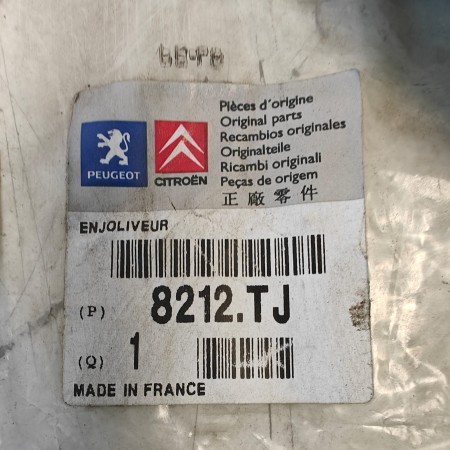 PEUGEOT
CITROËN
Pièces d'origine
Original parts
Recambios originales
Originalteile
Ricambi originali
Peças de origem
正廠零件
ENJOLIVEUR
(P) 8212.TJ
(Q) 1
MADE IN FRANCE